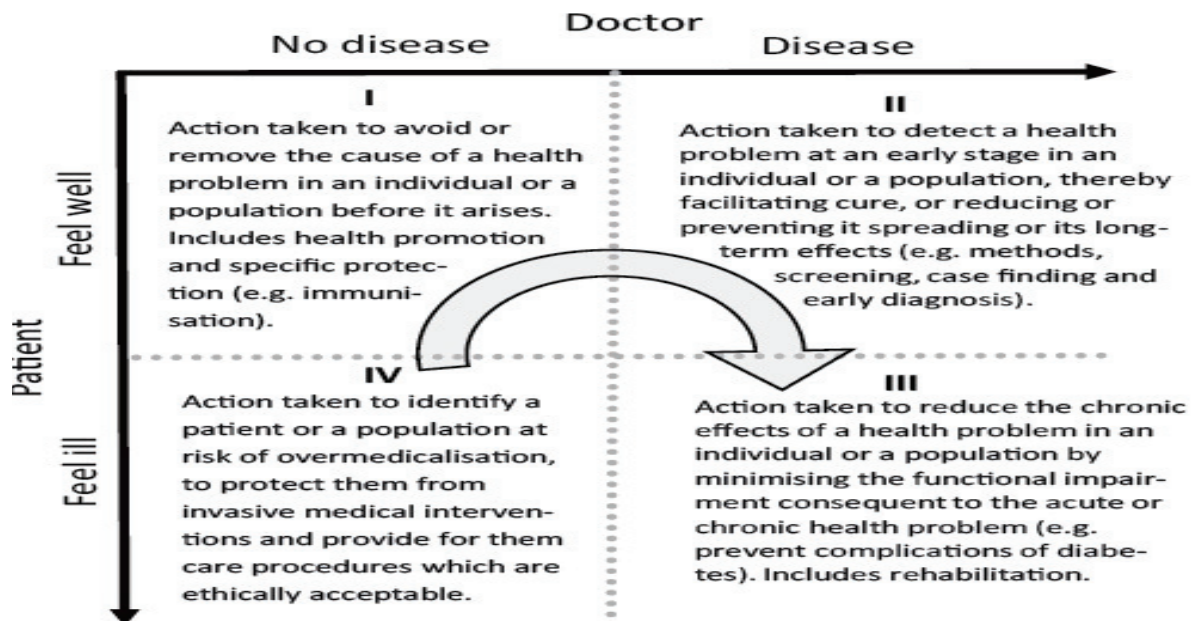 Doctor
No disease
Disease
Patient
Feel well
Feel ill
I
Action taken to avoid or
remove the cause of a health
problem in an individual or a
population before it arises.
Includes health promotion
and specific protec-
tion (e.g. immuni-
sation).
II
Action taken to detect a health
problem at an early stage in an
individual or a population, thereby
facilitating cure, or reducing or
preventing it spreading or its long-
term effects (e.g. methods,
screening, case finding and
early diagnosis).
IV
Action taken to identify a
patient or a population at
risk of overmedicalisation,
to protect them from
invasive medical interven-
tions and provide for them
care procedures which are
ethically acceptable.
III
Action taken to reduce the chronic
effects of a health problem in an
individual or a population by
minimising the functional impair-
ment consequent to the acute or
chronic health problem (e.g.
prevent complications of diabe-
tes). Includes rehabilitation.